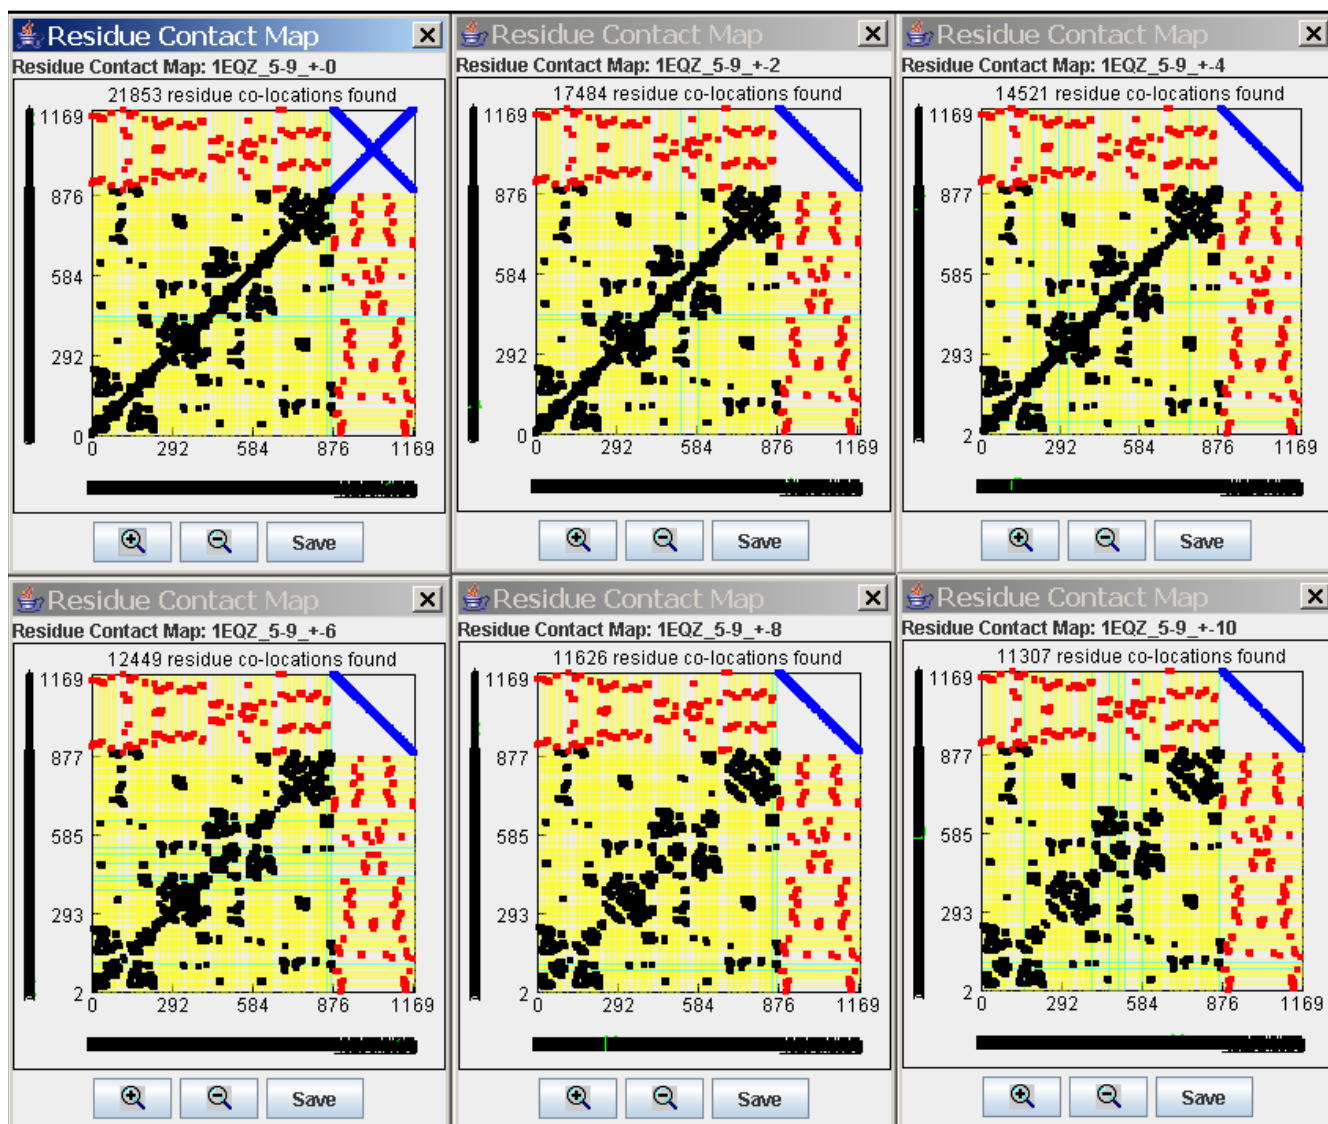 Residue Contact Map
Residue Contact Map: 1EQZ_5-9_+-0
21853 residue co-locations found
1169
876
584
292
0
0 292 584 876 1169
Save
Residue Contact Map
Residue Contact Map: 1EQZ_5-9_+-2
17484 residue co-locations found
1169
876
584
292
0
0 292 584 876 1169
Save
Residue Contact Map
Residue Contact Map: 1EQZ_5-9_+-4
14521 residue co-locations found
1169
877
585
293
2
0 292 584 876 1169
Save
Residue Contact Map
Residue Contact Map: 1EQZ_5-9_+-6
12449 residue co-locations found
1169
877
585
293
2
0 292 584 876 1169
Save
Residue Contact Map
Residue Contact Map: 1EQZ_5-9_+-8
11626 residue co-locations found
1169
877
585
293
2
0 292 584 876 1169
Save
Residue Contact Map
Residue Contact Map: 1EQZ_5-9_+-10
11307 residue co-locations found
1169
877
585
293
2
0 292 584 876 1169
Save